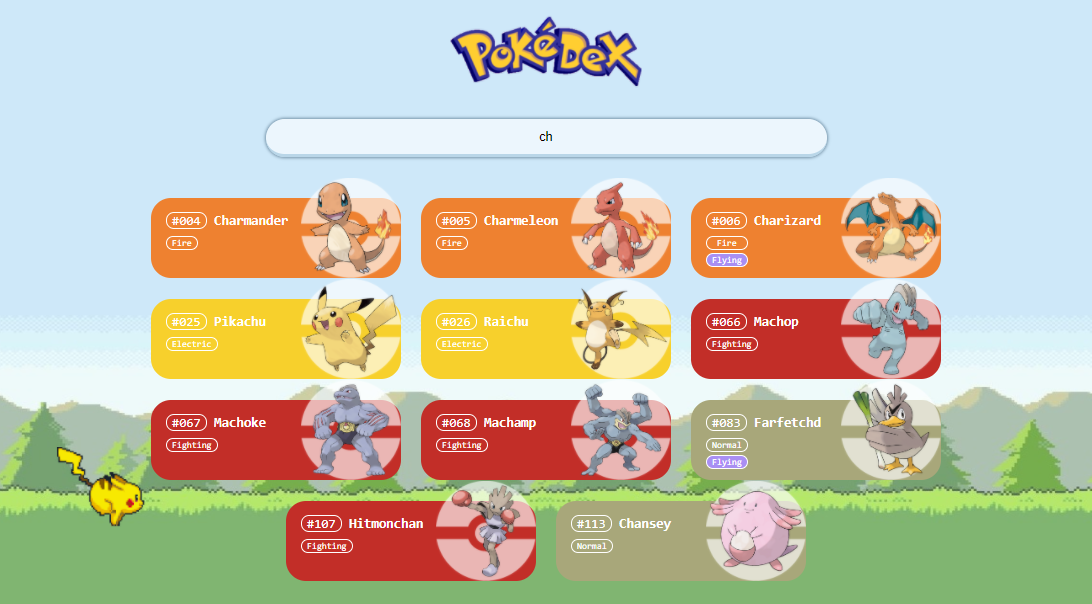 POKéDEX
ch
#004 Charmander
Fire
#005 Charmeleon
Fire
#006 Charizard
Fire
Flying
#025 Pikachu
Electric
#026 Raichu
Electric
#066 Machop
Fighting
#067 Machoke
Fighting
#068 Machamp
Fighting
#083 Farfetchd
Normal
Flying
#107 Hitmonchan
Fighting
#113 Chansey
Normal